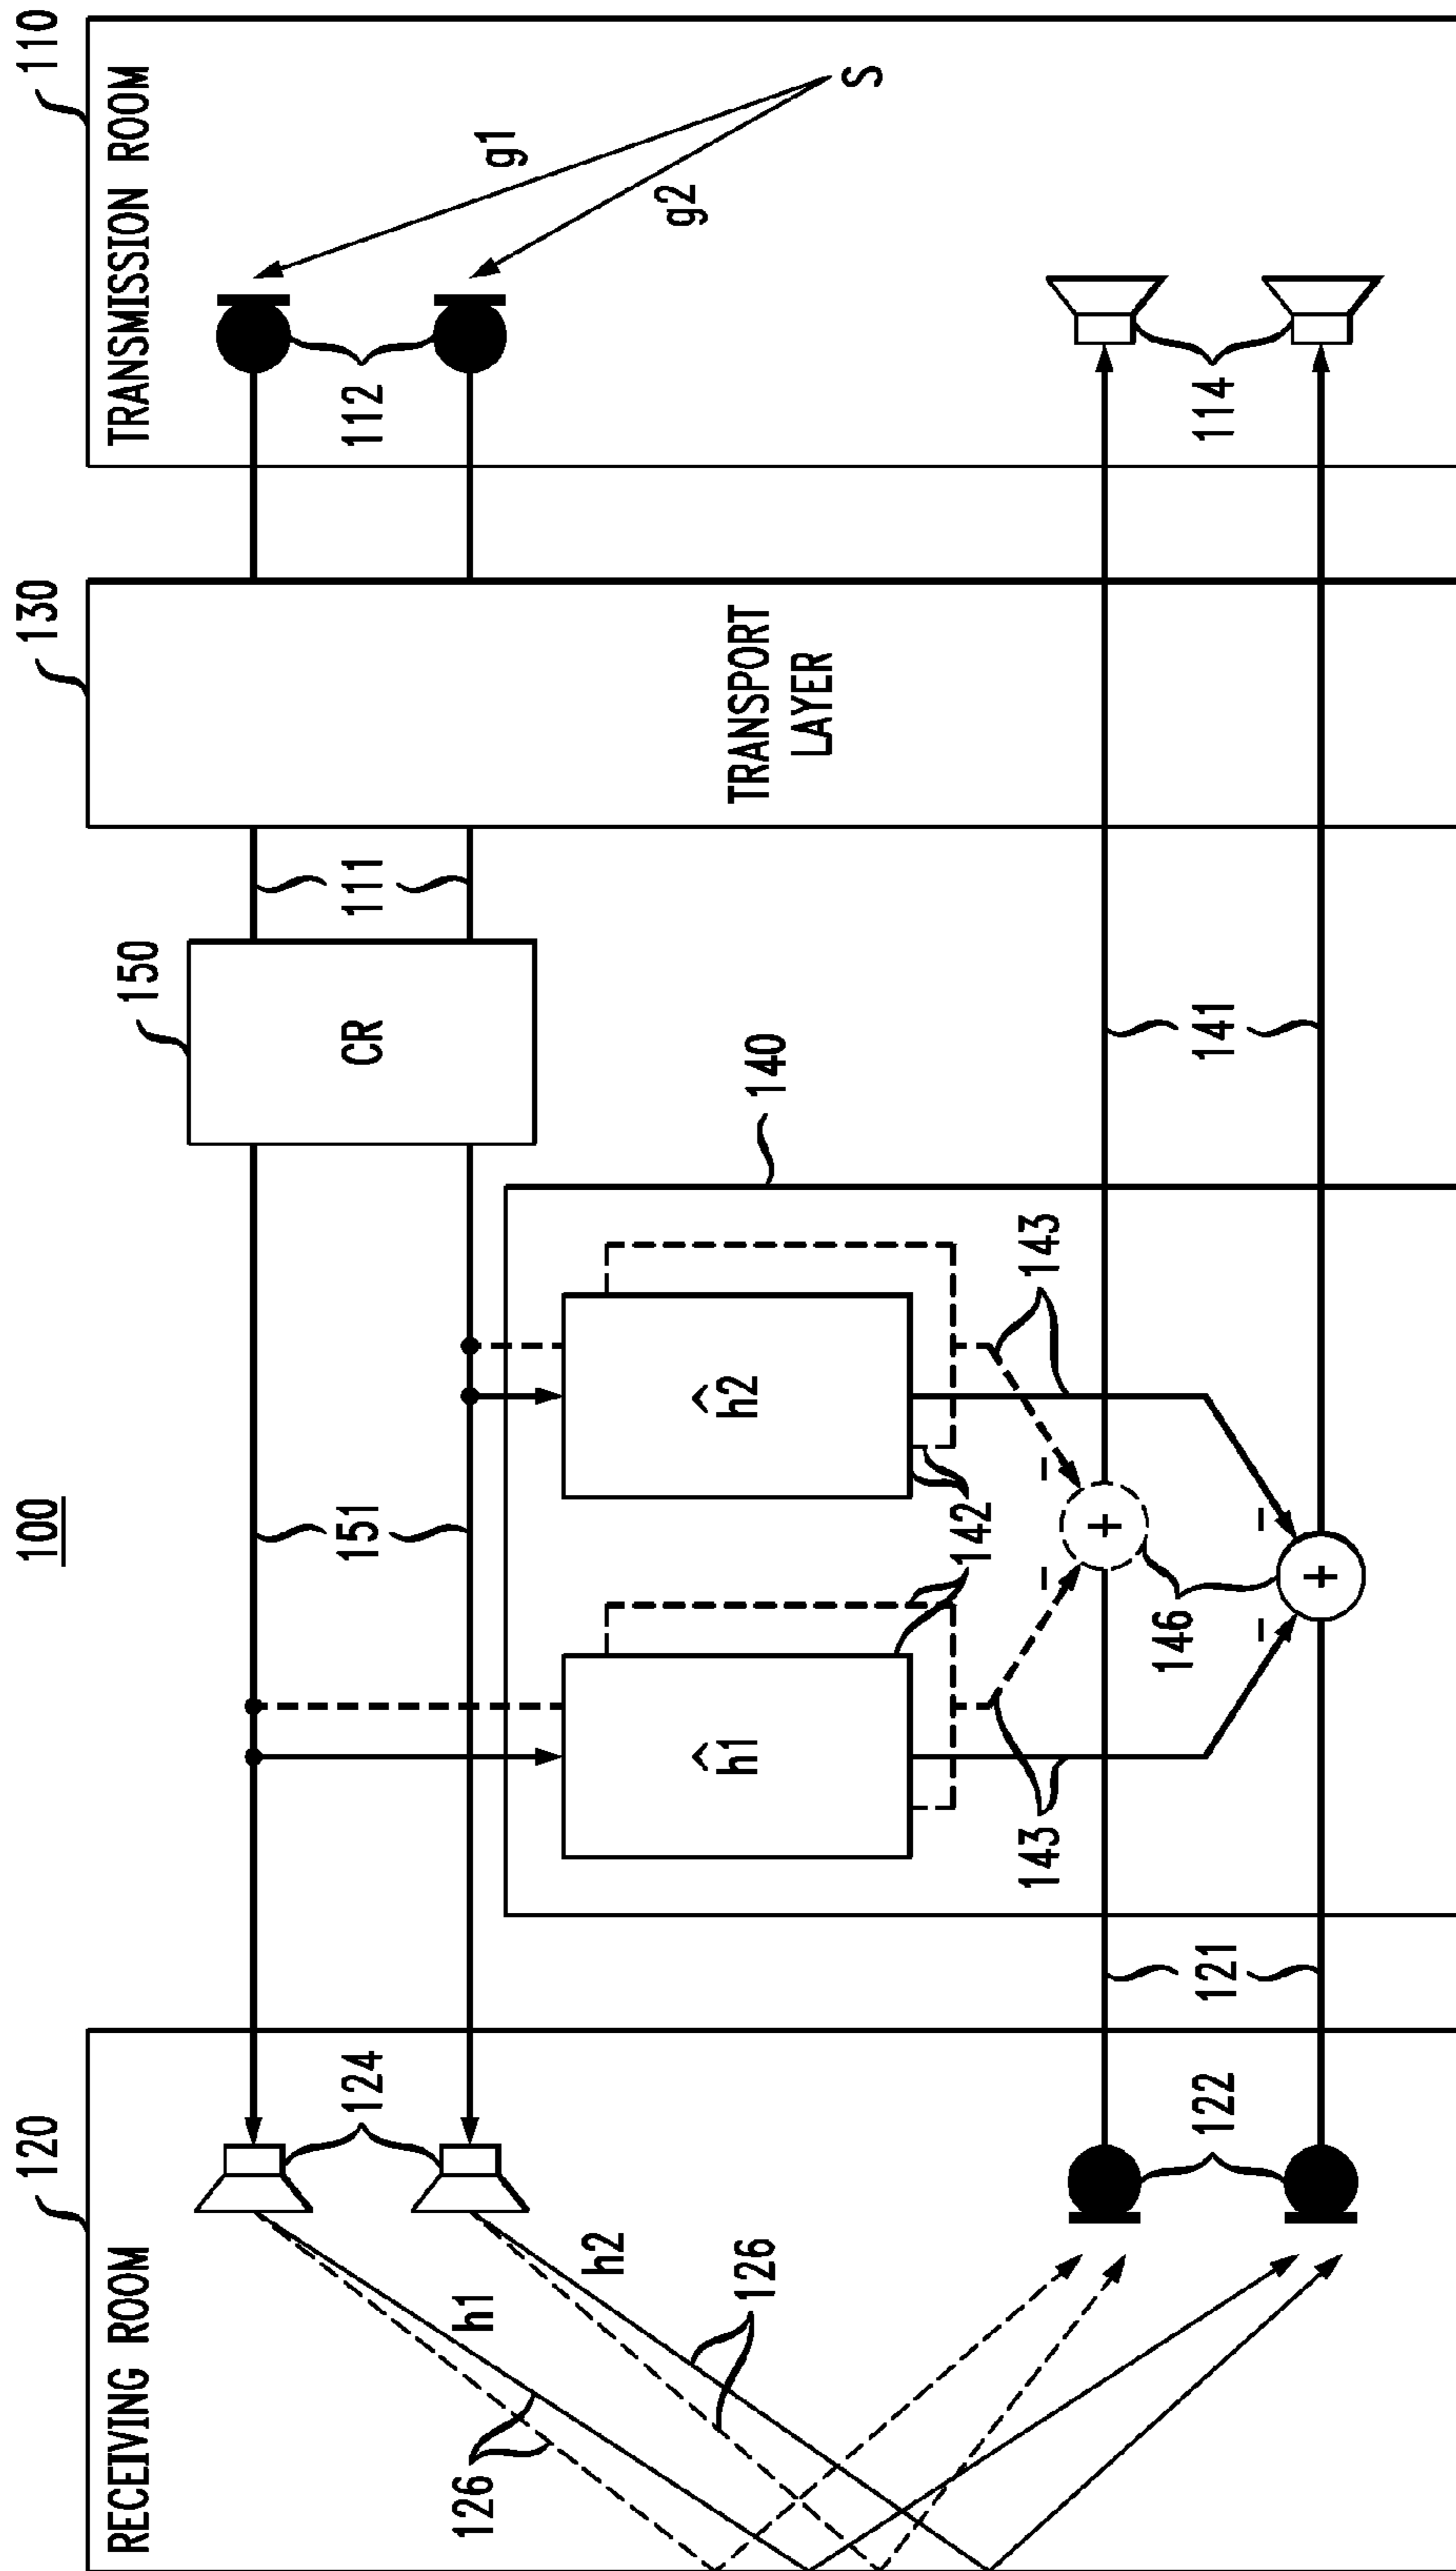 100
120
RECEIVING ROOM
124
h1
h2
126
126
122
121
151
140
ĥ1
ĥ2
142
143
143
146
+
+
−
−
−
−
150
CR
111
141
130
TRANSPORT
LAYER
110
TRANSMISSION ROOM
112
g1
g2
S
114